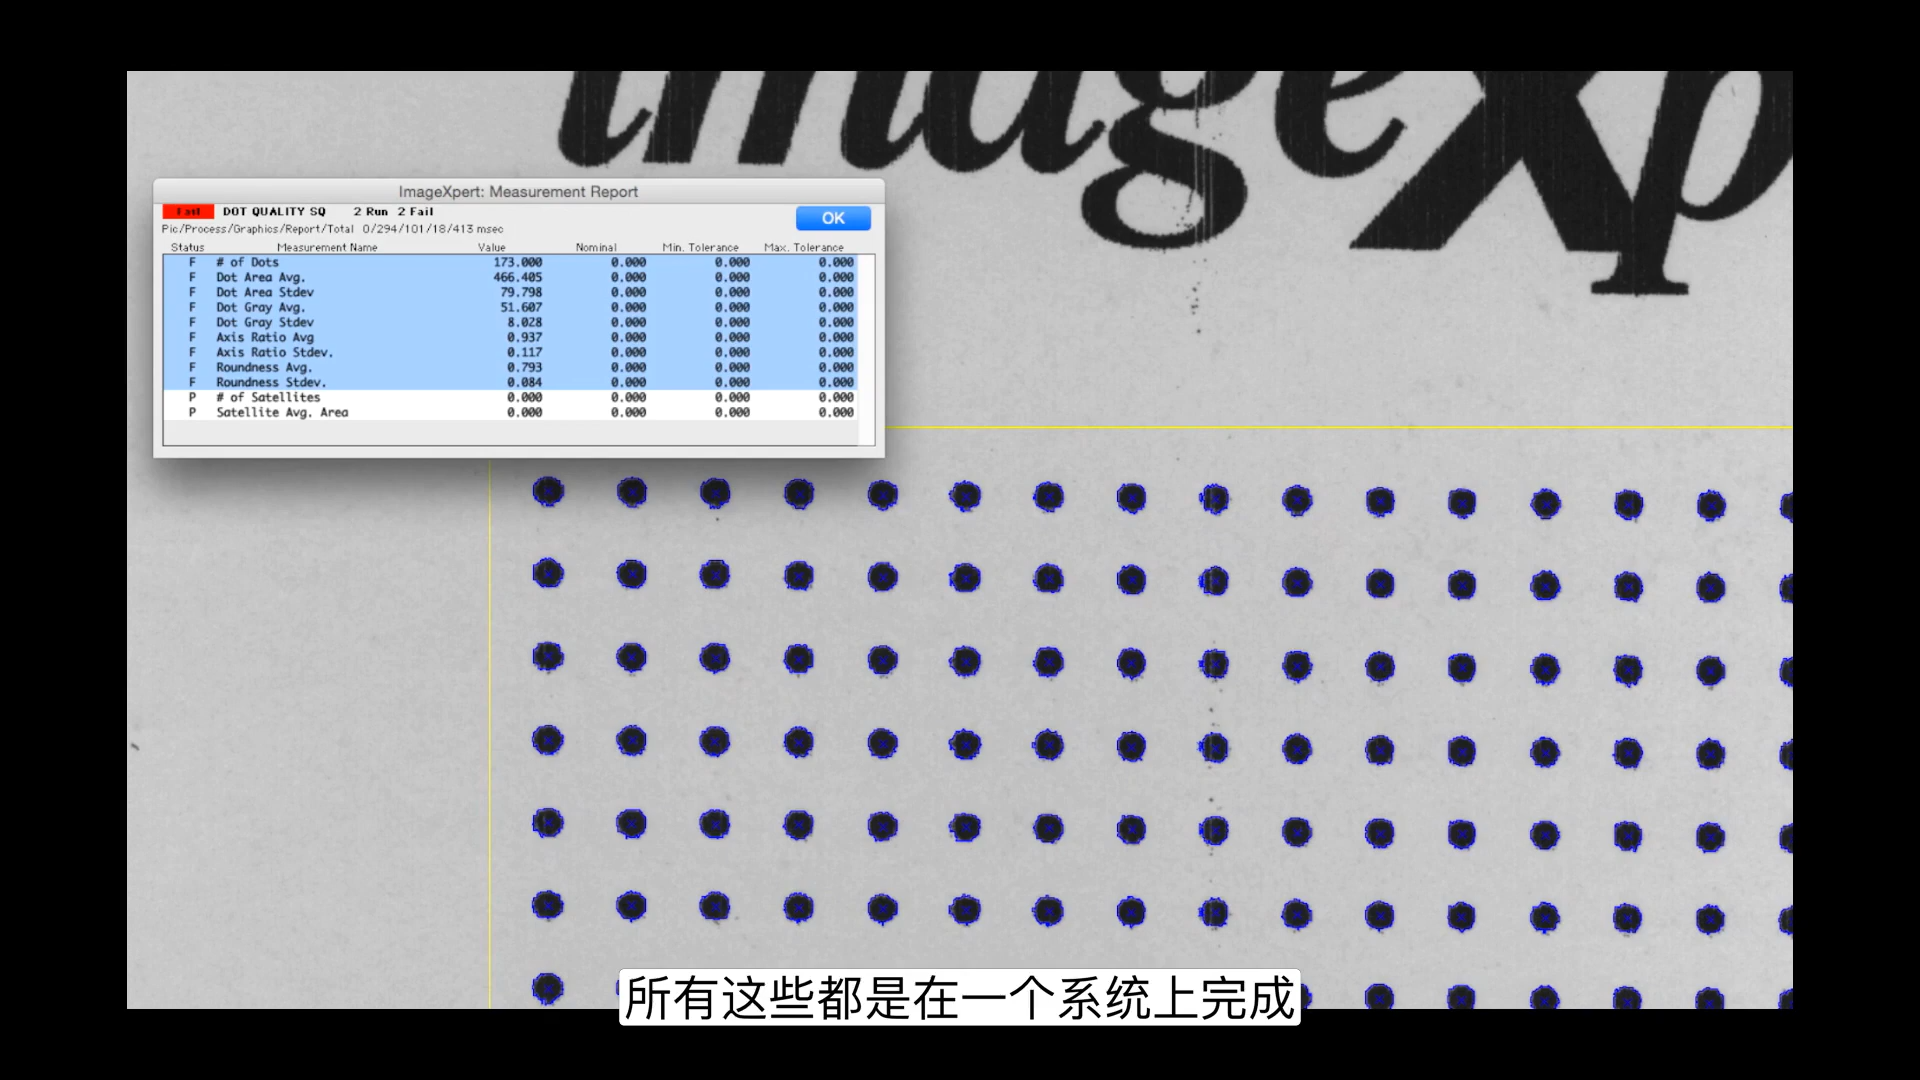 ImageXp
ImageXpert: Measurement Report
Fail DOT QUALITY SQ 2 Run 2 Fail OK
Pic/Process/Graphics/Report/Total 0/294/101/18/413 msec
Status Measurement Name Value Nominal Min. Tolerance Max. Tolerance
F # of Dots 173.000 0.000 0.000 0.000
F Dot Area Avg. 466.405 0.000 0.000 0.000
F Dot Area Stdev 79.798 0.000 0.000 0.000
F Dot Gray Avg. 51.607 0.000 0.000 0.000
F Dot Gray Stdev 8.028 0.000 0.000 0.000
F Axis Ratio Avg 0.937 0.000 0.000 0.000
F Axis Ratio Stdev. 0.117 0.000 0.000 0.000
F Roundness Avg. 0.793 0.000 0.000 0.000
F Roundness Stdev. 0.084 0.000 0.000 0.000
P # of Satellites 0.000 0.000 0.000 0.000
P Satellite Avg. Area 0.000 0.000 0.000 0.000
所有这些都是在一个系统上完成